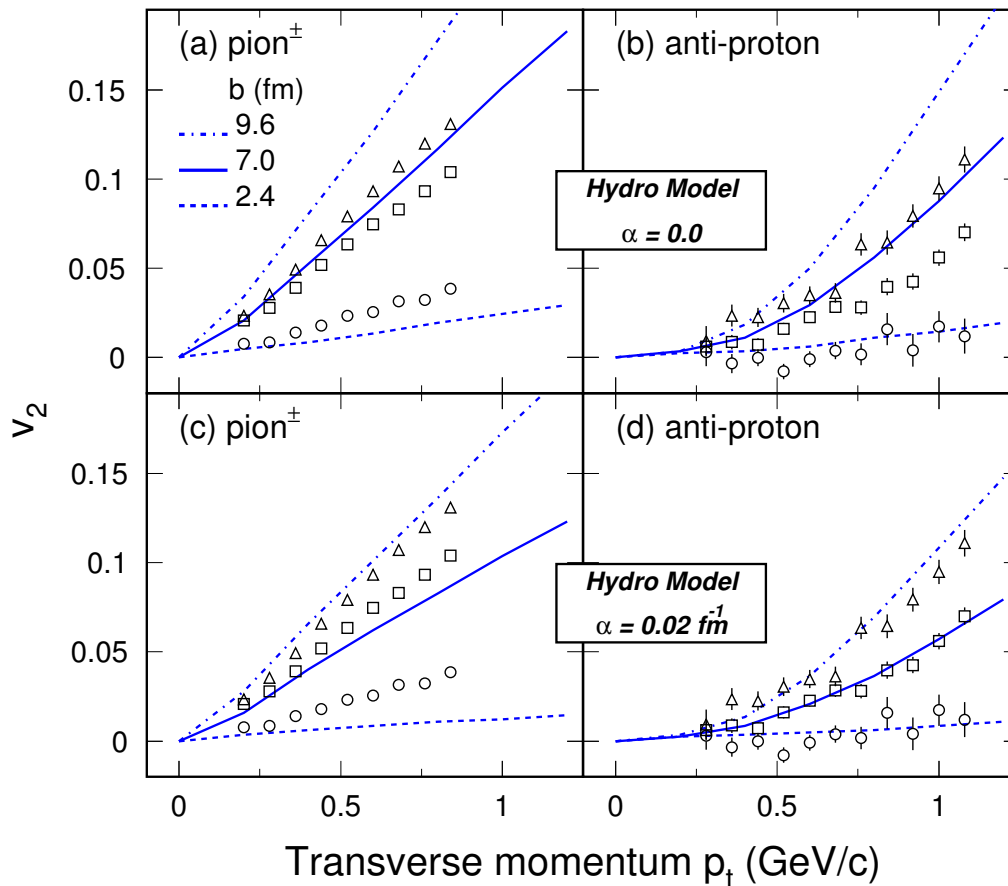 (a) pion±
b (fm)
9.6
7.0
2.4
(b) anti-proton
Hydro Model
α = 0.0
0.15
0.1
0.05
0
v₂
(c) pion±
(d) anti-proton
Hydro Model
α = 0.02 fm⁻¹
0.15
0.1
0.05
0
0 0.5 1 0 0.5 1
Transverse momentum pₜ (GeV/c)